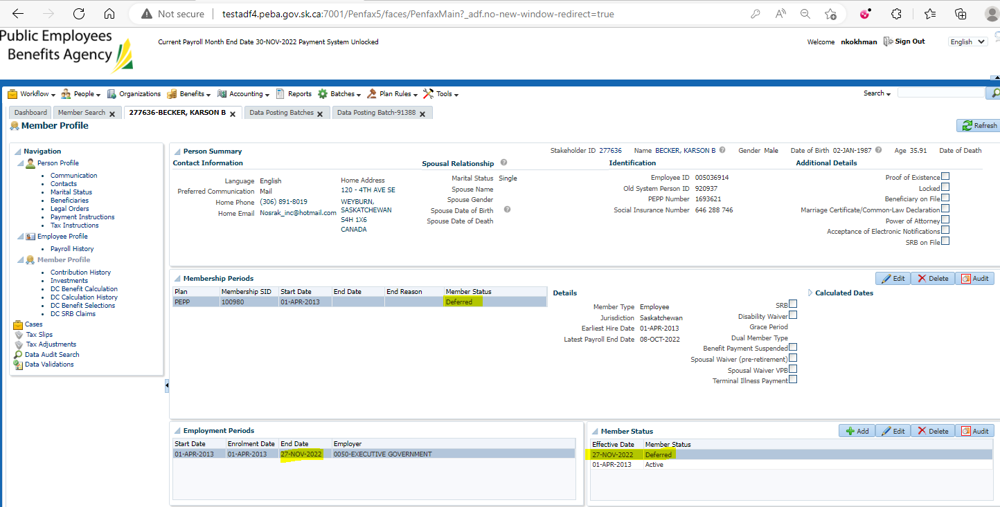 Not secure | testadf4.peba.gov.sk.ca:7001/Penfax5/faces/PenfaxMain?_adf.no-new-window-redirect=true
Public Employees
Benefits Agency
Current Payroll Month End Date 30-NOV-2022 Payment System Unlocked
Welcome nkokhman Sign Out English
Workflow People Organizations Benefits Accounting Reports Batches Plan Rules Tools Search
Dashboard Member Search 277636-BECKER, KARSON B Data Posting Batches Data Posting Batch-91388
Member Profile
Refresh
Navigation
Person Profile
Communication
Contacts
Marital Status
Beneficiaries
Legal Orders
Payment Instructions
Tax Instructions
Employee Profile
Payroll History
Member Profile
Contribution History
Investments
DC Benefit Calculation
DC Calculation History
DC Benefit Selections
DC SRB Claims
Cases
Tax Slips
Tax Adjustments
Data Audit Search
Data Validations
Person Summary
Stakeholder ID 277636 Name BECKER, KARSON B Gender Male Date of Birth 02-JAN-1987 Age 35.91 Date of Death
Contact Information
Language English
Preferred Communication Mail
Home Phone (306) 891-8019
Home Email Nosrak_inc@hotmail.com
Home Address
120 - 4TH AVE SE
WEYBURN,
SASKATCHEWAN
S4H 1X6
CANADA
Spousal Relationship
Marital Status Single
Spouse Name
Spouse Gender
Spouse Date of Birth
Spouse Date of Death
Identification
Employee ID 005036914
Old System Person ID 920937
PEPP Number 1693621
Social Insurance Number 646 288 746
Additional Details
Proof of Existence
Locked
Beneficiary on File
Marriage Certificate/Common-Law Declaration
Power of Attorney
Acceptance of Electronic Notifications
SRB on File
Membership Periods
Edit Delete Audit
Plan Membership SID Start Date End Date End Reason Member Status
PEPP 100980 01-APR-2013 Deferred
Details
Member Type Employee
Jurisdiction Saskatchewan
Earliest Hire Date 01-APR-2013
Latest Payroll End Date 08-OCT-2022
SRB
Disability Waiver
Grace Period
Dual Member Type
Benefit Payment Suspended
Spousal Waiver (pre-retirement)
Spousal Waiver VPB
Terminal Illness Payment
Calculated Dates
Employment Periods
Start Date Enrolment Date End Date Employer
01-APR-2013 01-APR-2013 27-NOV-2022 0050-EXECUTIVE GOVERNMENT
Member Status
Add Edit Delete Audit
Effective Date Member Status
27-NOV-2022 Deferred
01-APR-2013 Active